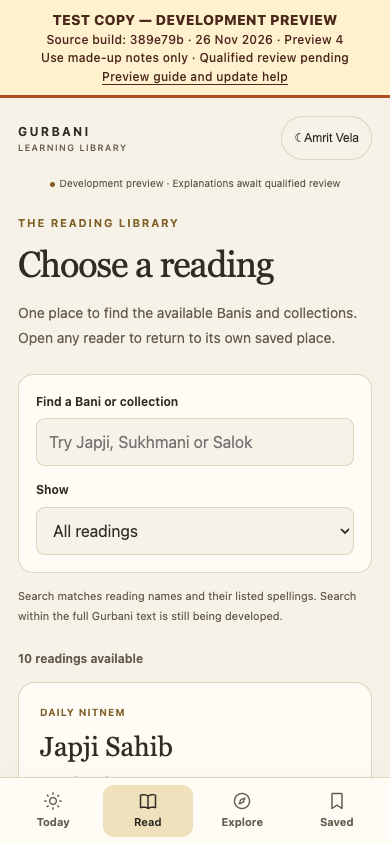 TEST COPY — DEVELOPMENT PREVIEW
Source build: 389e79b · 26 Nov 2026 · Preview 4
Use made-up notes only · Qualified review pending
Preview guide and update help
GURBANI
LEARNING LIBRARY
☾ Amrit Vela
Development preview · Explanations await qualified review
THE READING LIBRARY
Choose a reading
One place to find the available Banis and collections.
Open any reader to return to its own saved place.
Find a Bani or collection
Try Japji, Sukhmani or Salok
Show
All readings
Search matches reading names and their listed spellings. Search
within the full Gurbani text is still being developed.
10 readings available
DAILY NITNEM
Japji Sahib
Today
Read
Explore
Saved